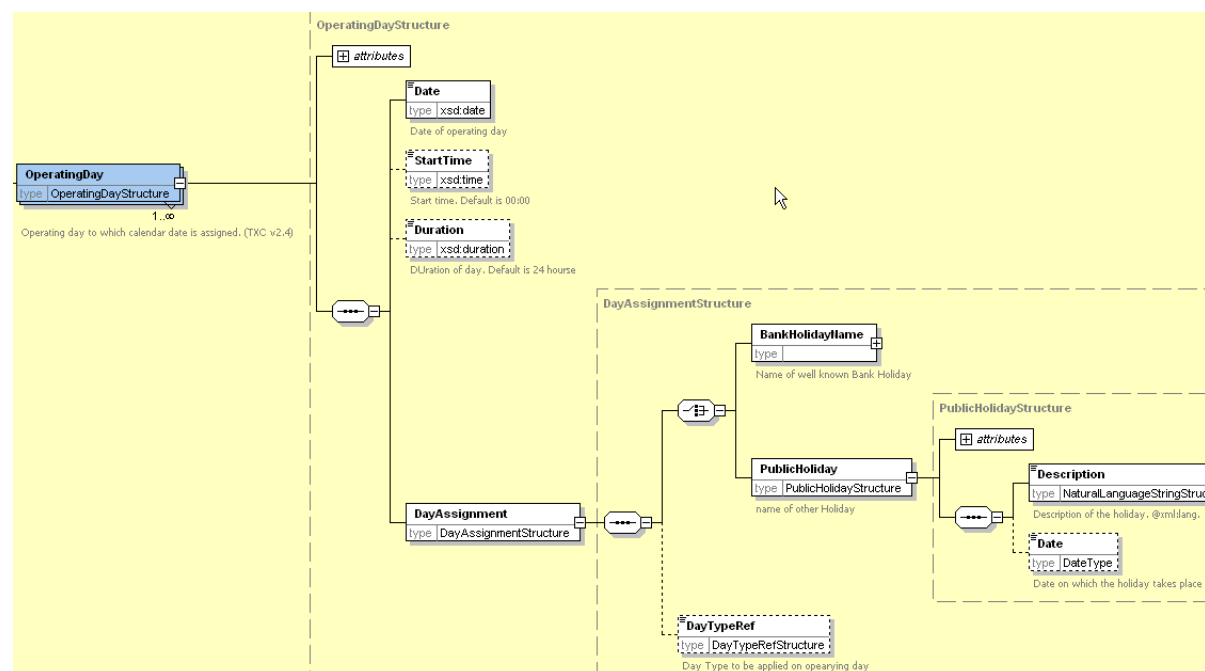 OperatingDayStructure
attributes
Date
type xsd:date
Date of operating day
StartTime
type xsd:time
Start time. Default is 00:00
OperatingDay
type OperatingDayStructure
1..∞
Operating day to which calendar date is assigned. (TXC v2.4)
Duration
type xsd:duration
DUration of day. Default is 24 hourse
DayAssignmentStructure
BankHolidayName
type
Name of well known Bank Holiday
PublicHolidayStructure
attributes
PublicHoliday
type PublicHolidayStructure
name of other Holiday
Description
type NaturalLanguageStringStruc
Description of the holiday. @xml:lang.
DayAssignment
type DayAssignmentStructure
Date
type DateType
Date on which the holiday takes place
DayTypeRef
type DayTypeRefStructure
Day Type to be applied on opearying day